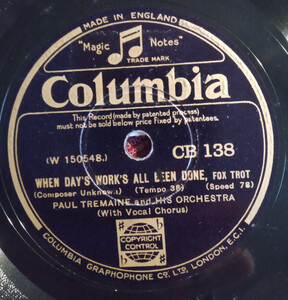 MADE IN ENGLAND
"Magic Notes"
TRADE MARK
Columbia
This Record (made by patented process)
must not be sold below price fixed by patentees.
(W 150548.) CB 138
WHEN DAY'S WORK'S ALL BEEN DONE, FOX TROT
(Composer Unknown) (Tempo 38) (Speed 78)
PAUL TREMAINE AND HIS ORCHESTRA
(With Vocal Chorus)
COPYRIGHT
CONTROL
COLUMBIA GRAPHOPHONE CO. LTD. LONDON, E.C.1.